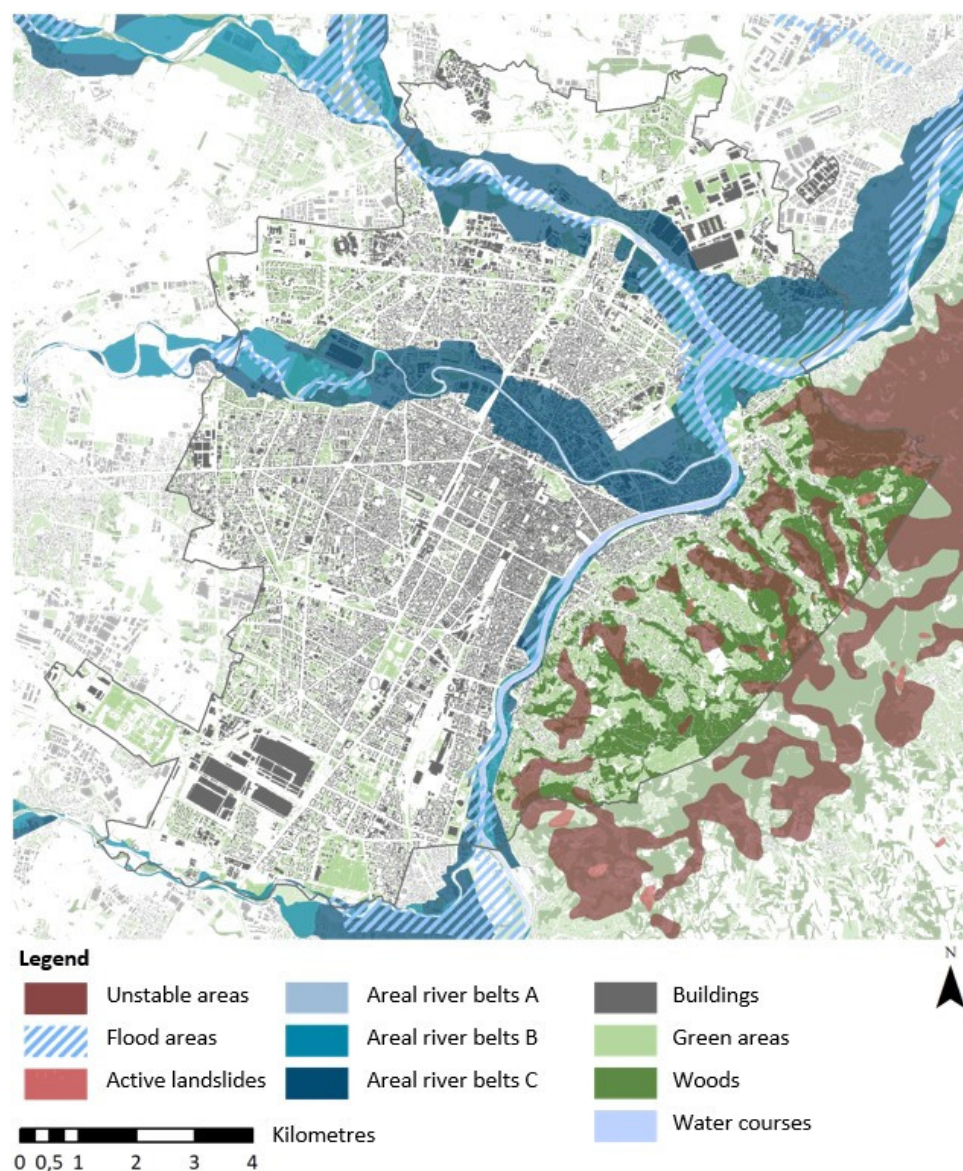 N
Legend
Unstable areas
Flood areas
Active landslides
Areal river belts A
Areal river belts B
Areal river belts C
Buildings
Green areas
Woods
Water courses
Kilometres
0 0,5 1 2 3 4